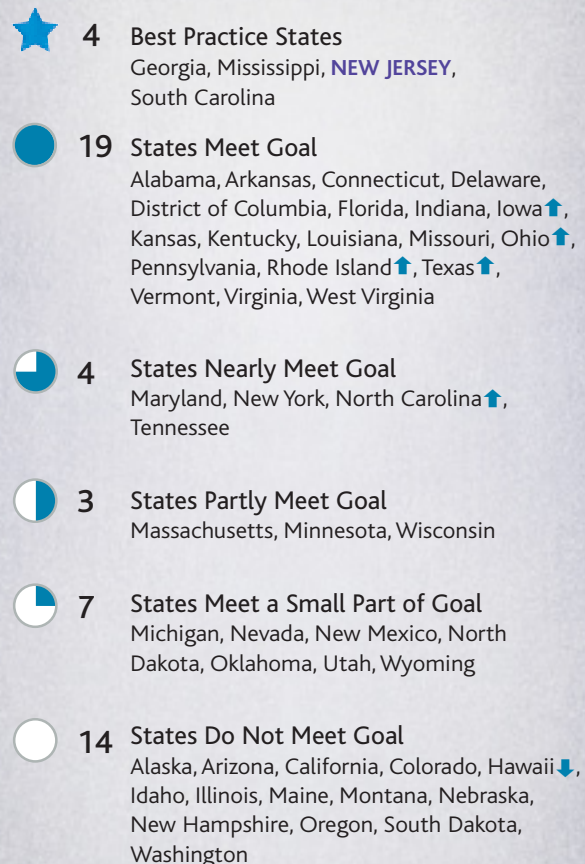 4 Best Practice States
Georgia, Mississippi, NEW JERSEY,
South Carolina
19 States Meet Goal
Alabama, Arkansas, Connecticut, Delaware,
District of Columbia, Florida, Indiana, Iowa⬆,
Kansas, Kentucky, Louisiana, Missouri, Ohio⬆,
Pennsylvania, Rhode Island⬆, Texas⬆,
Vermont, Virginia, West Virginia
4 States Nearly Meet Goal
Maryland, New York, North Carolina⬆,
Tennessee
3 States Partly Meet Goal
Massachusetts, Minnesota, Wisconsin
7 States Meet a Small Part of Goal
Michigan, Nevada, New Mexico, North
Dakota, Oklahoma, Utah, Wyoming
14 States Do Not Meet Goal
Alaska, Arizona, California, Colorado, Hawaii⬇,
Idaho, Illinois, Maine, Montana, Nebraska,
New Hampshire, Oregon, South Dakota,
Washington